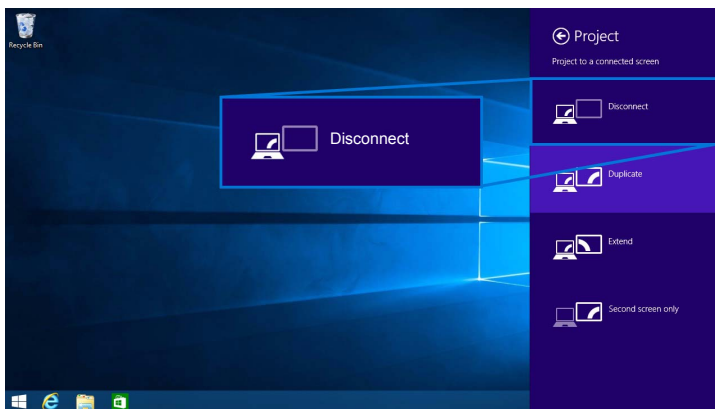 Recycle Bin
Project
Project to a connected screen
Disconnect
Disconnect
Duplicate
Extend
Second screen only